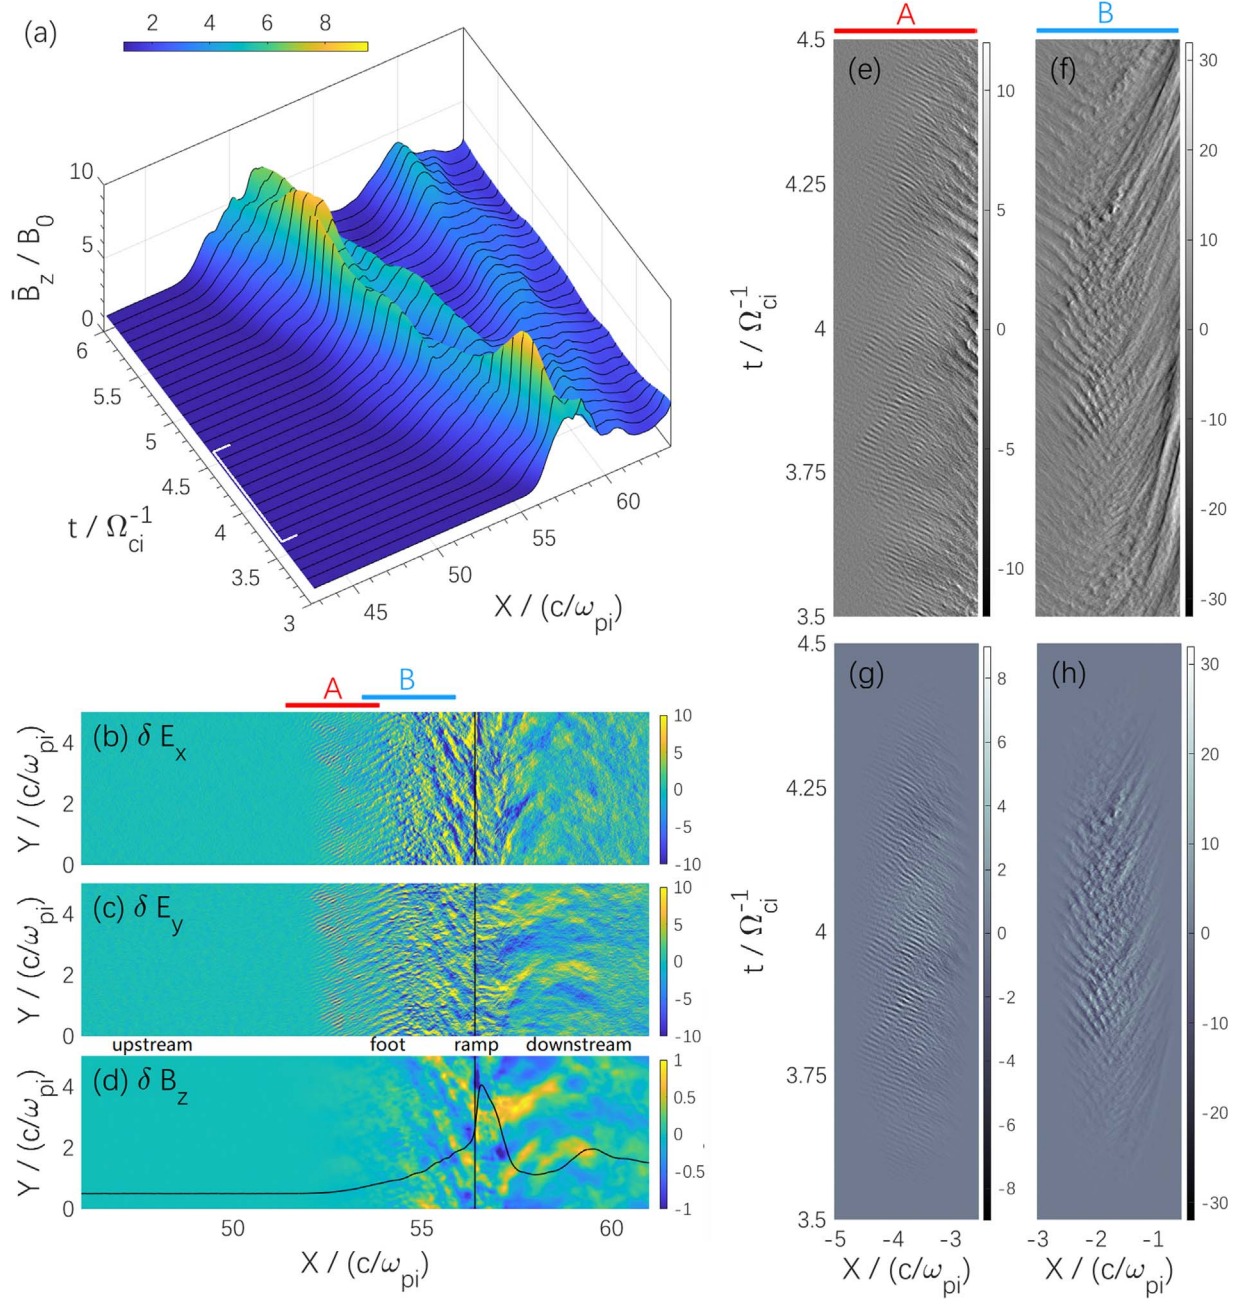 (a)
2 4 6 8
10
5
0
B̄z / B0
6
5.5
5
4.5
4
3.5
3
t / Ωci^-1
45
50
55
60
X / (c/ωpi)
A
B
(b) δ Ex
4
2
0
Y / (c/ωpi)
10
5
0
-5
-10
(c) δ Ey
4
2
0
Y / (c/ωpi)
10
5
0
-5
-10
upstream foot ramp downstream
(d) δ Bz
4
2
0
Y / (c/ωpi)
1
0.5
0
-0.5
-1
50 55 60
X / (c/ωpi)
A
B
(e)
4.5
4.25
4
3.75
3.5
t / Ωci^-1
10
5
0
-5
-10
(f)
30
20
10
0
-10
-20
-30
(g)
4.5
4.25
4
3.75
3.5
t / Ωci^-1
8
6
4
2
0
-2
-4
-6
-8
-5 -4 -3
X / (c/ωpi)
(h)
30
20
10
0
-10
-20
-30
-3 -2 -1
X / (c/ωpi)